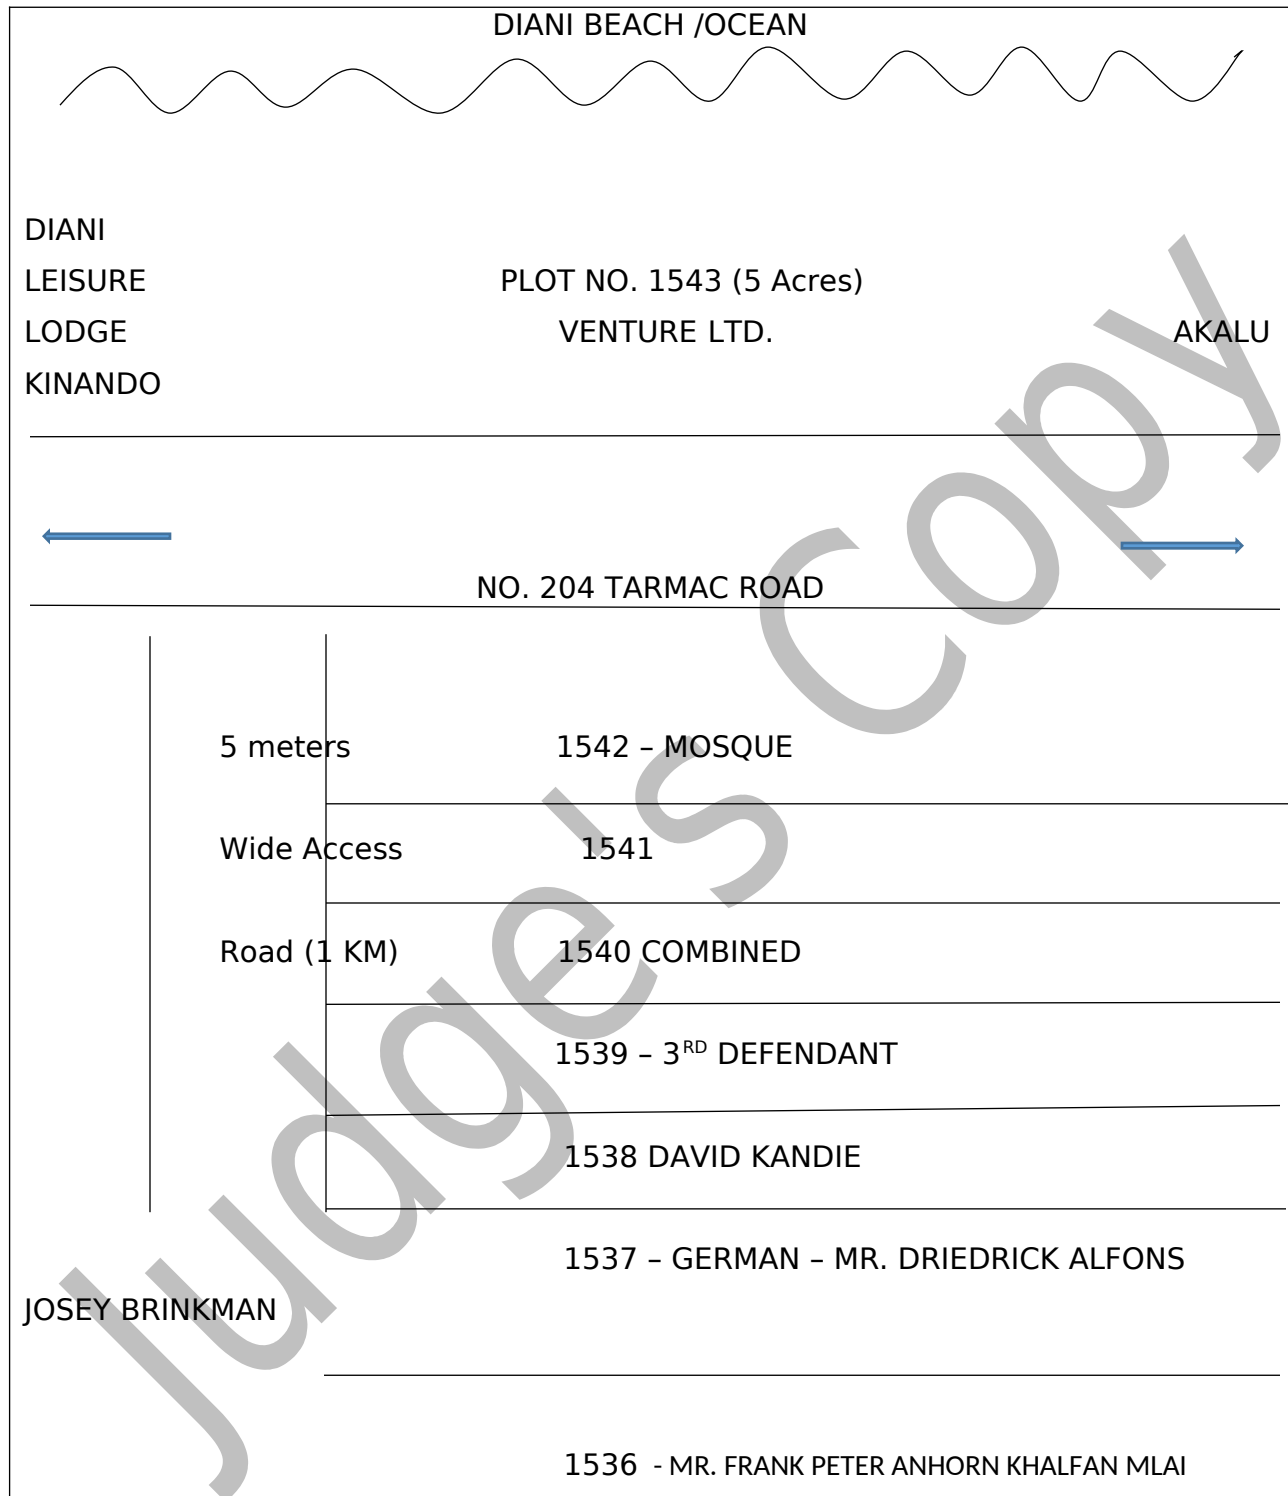 DIANI BEACH /OCEAN
DIANI
LEISURE PLOT NO. 1543 (5 Acres)
LODGE VENTURE LTD. AKALU
KINANDO
NO. 204 TARMAC ROAD
5 meters 1542 – MOSQUE
Wide Access 1541
Road (1 KM) 1540 COMBINED
1539 – 3RD DEFENDANT
1538 DAVID KANDIE
1537 – GERMAN – MR. DRIEDRICK ALFONS
JOSEY BRINKMAN
1536 - MR. FRANK PETER ANHORN KHALFAN MLAI
Judge's Copy